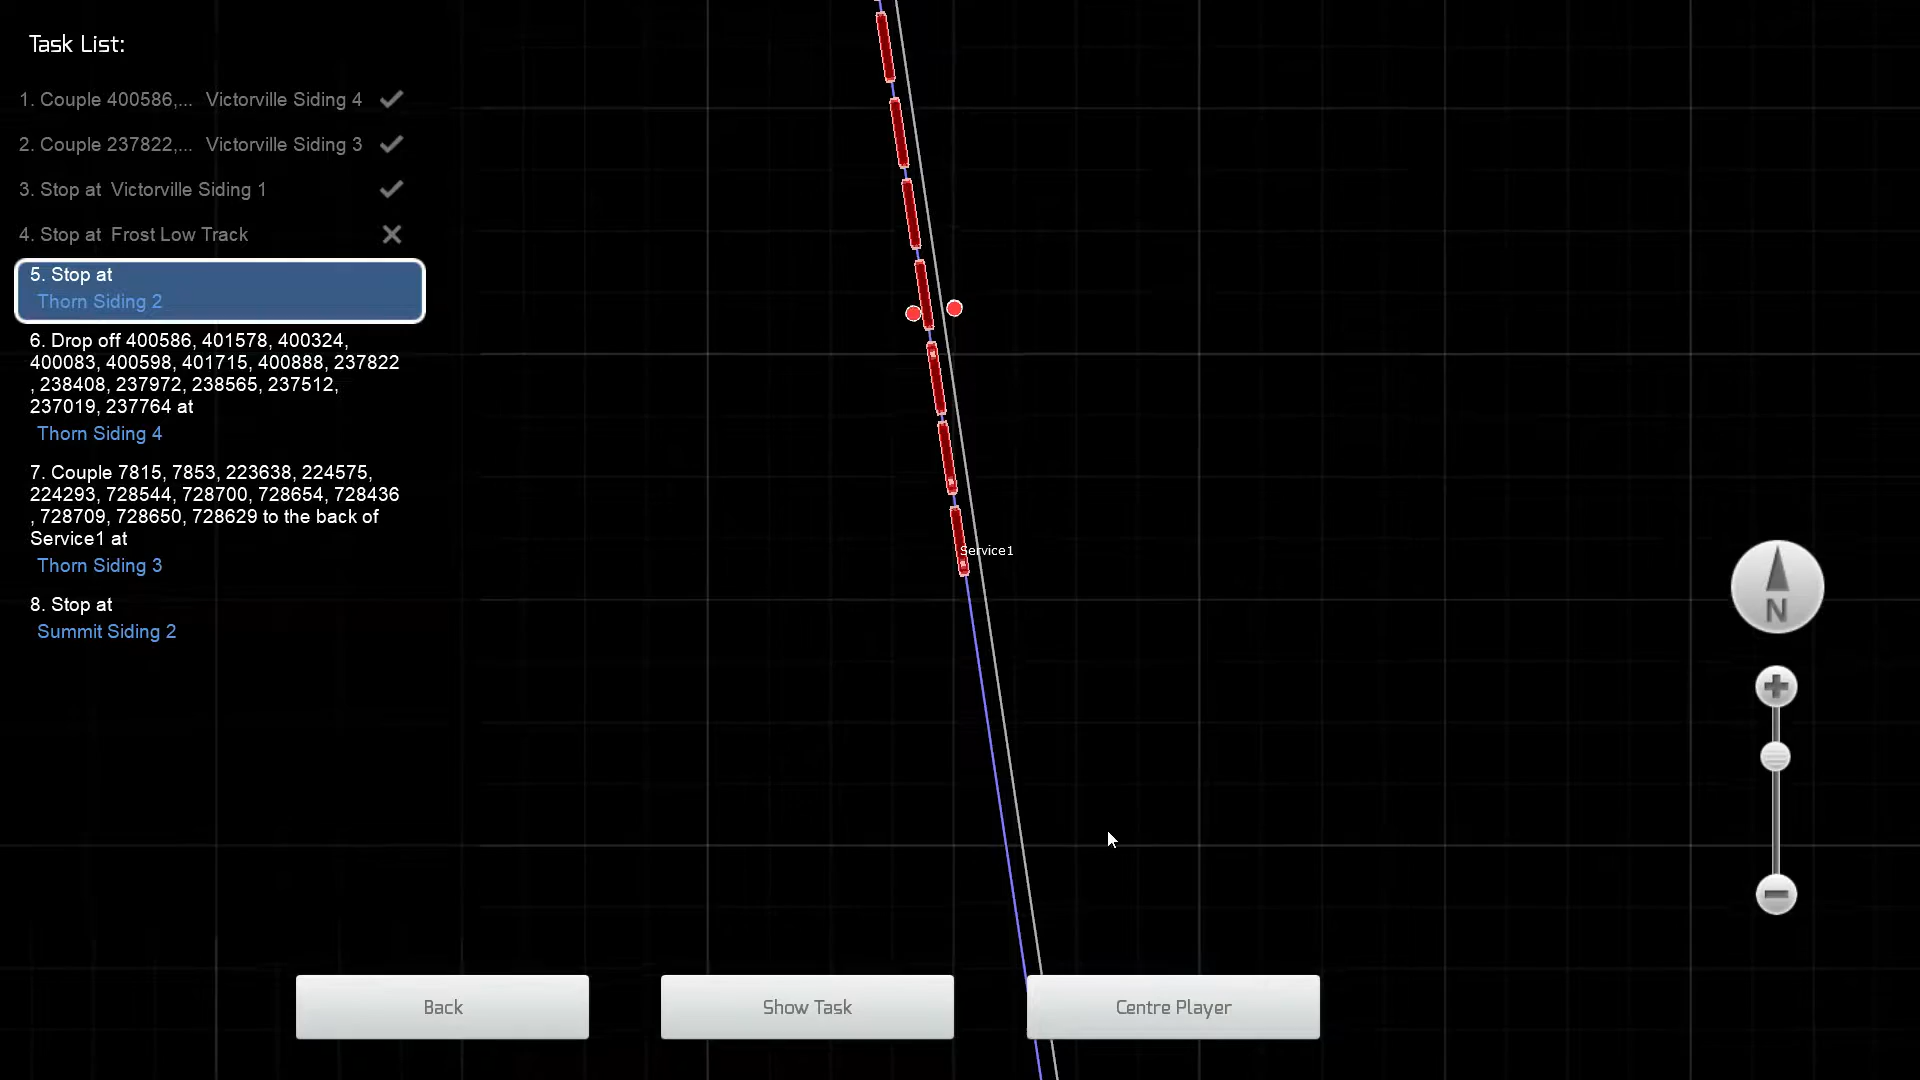 Task List:
1. Couple 400586,... Victorville Siding 4
2. Couple 237822,... Victorville Siding 3
3. Stop at Victorville Siding 1
4. Stop at Frost Low Track
5. Stop at
Thorn Siding 2
6. Drop off 400586, 401578, 400324,
400083, 400598, 401715, 400888, 237822
, 238408, 237972, 238565, 237512,
237019, 237764 at
Thorn Siding 4
7. Couple 7815, 7853, 223638, 224575,
224293, 728544, 728700, 728654, 728436
, 728709, 728650, 728629 to the back of
Service1 at
Thorn Siding 3
8. Stop at
Summit Siding 2
Service1
N
Back
Show Task
Centre Player